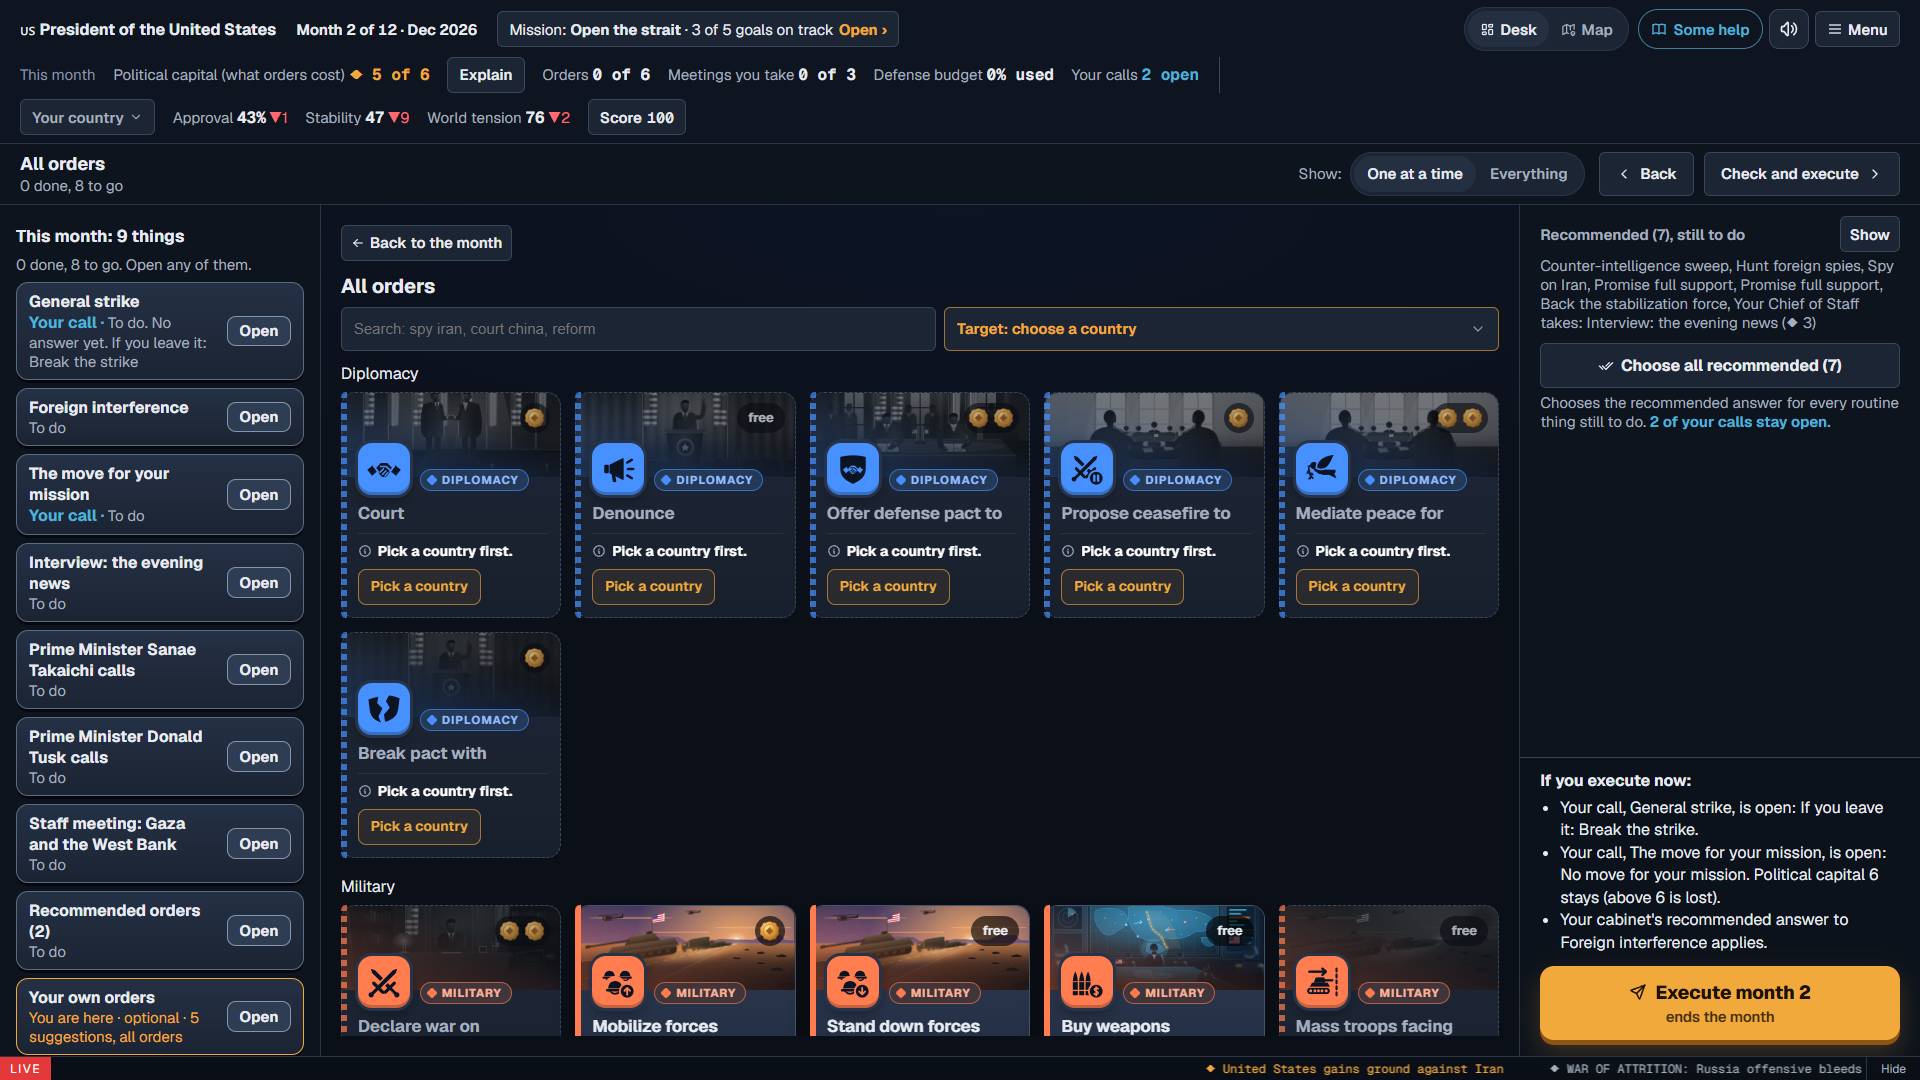 US President of the United States
Month 2 of 12 · Dec 2026
Mission: Open the strait · 3 of 5 goals on track Open ›
Desk
Map
Some help
Menu
This month
Political capital (what orders cost) 5 of 6
Explain
Orders 0 of 6
Meetings you take 0 of 3
Defense budget 0% used
Your calls 2 open
Your country
Approval 43% ▼1
Stability 47 ▼9
World tension 76 ▼2
Score 100
All orders
0 done, 8 to go
Show:
One at a time
Everything
Back
Check and execute
This month: 9 things
0 done, 8 to go. Open any of them.
General strike
Your call · To do. No
answer yet. If you leave it:
Break the strike
Open
Foreign interference
To do
Open
The move for your
mission
Your call · To do
Open
Interview: the evening
news
To do
Open
Prime Minister Sanae
Takaichi calls
To do
Open
Prime Minister Donald
Tusk calls
To do
Open
Staff meeting: Gaza
and the West Bank
To do
Open
Recommended orders
(2)
To do
Open
Your own orders
You are here · optional · 5
suggestions, all orders
Open
← Back to the month
All orders
Search: spy iran, court china, reform
Target: choose a country
Diplomacy
DIPLOMACY
Court
Pick a country first.
Pick a country
free
DIPLOMACY
Denounce
Pick a country first.
Pick a country
DIPLOMACY
Offer defense pact to
Pick a country first.
Pick a country
DIPLOMACY
Propose ceasefire to
Pick a country first.
Pick a country
DIPLOMACY
Mediate peace for
Pick a country first.
Pick a country
DIPLOMACY
Break pact with
Pick a country first.
Pick a country
Military
MILITARY
Declare war on
MILITARY
Mobilize forces
free
MILITARY
Stand down forces
free
MILITARY
Buy weapons
free
MILITARY
Mass troops facing
Recommended (7), still to do
Show
Counter-intelligence sweep, Hunt foreign spies, Spy
on Iran, Promise full support, Promise full support,
Back the stabilization force, Your Chief of Staff
takes: Interview: the evening news (◆ 3)
Choose all recommended (7)
Chooses the recommended answer for every routine
thing still to do. 2 of your calls stay open.
If you execute now:
• Your call, General strike, is open: If you leave
it: Break the strike.
• Your call, The move for your mission, is open:
No move for your mission. Political capital 6
stays (above 6 is lost).
• Your cabinet's recommended answer to
Foreign interference applies.
Execute month 2
ends the month
LIVE
◆ United States gains ground against Iran
◆ WAR OF ATTRITION: Russia offensive bleeds
Hide